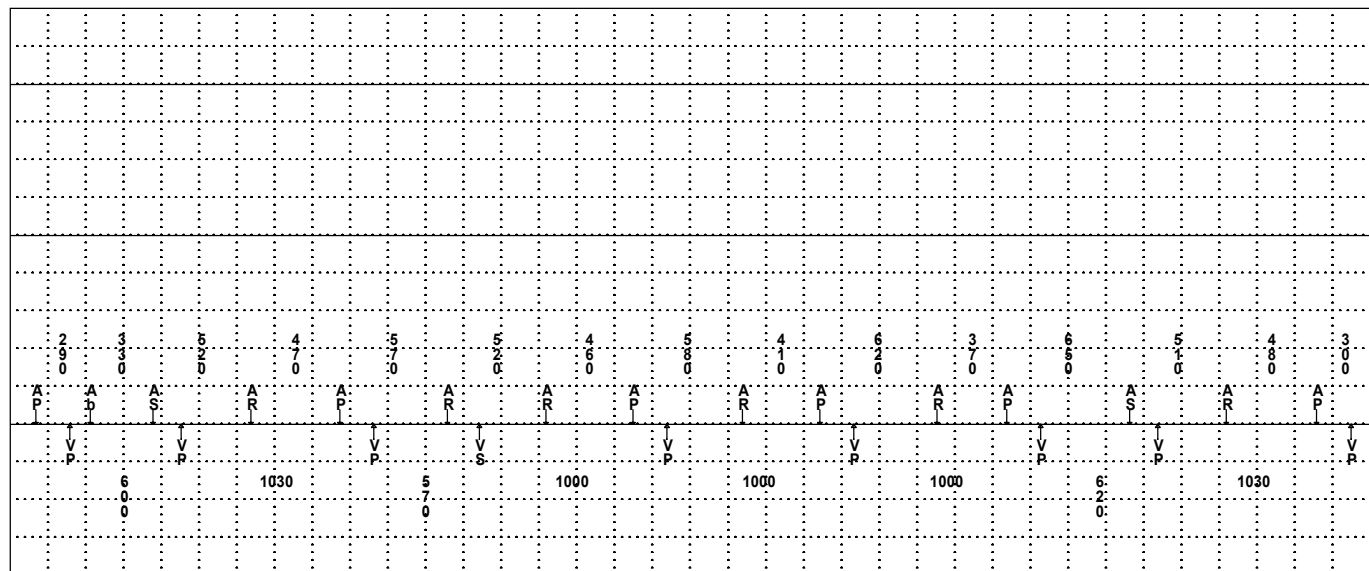 290 330 520 470 570 520 460 580 410 620 370 650 510 480 300
AP Ab AS AR AP AR AR AP AR AP AR AP AS AR AP
VP VP VP VS VP VP VP VP VP
600 1030 570 1000 1000 1000 620 1030